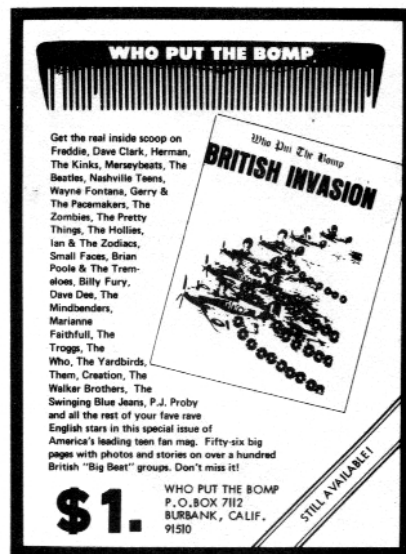 WHO PUT THE BOMP
Get the real inside scoop on
Freddie, Dave Clark, Herman,
The Kinks, Merseybeats, The
Beatles, Nashville Teens,
Wayne Fontana, Gerry &
The Pacemakers, The
Zombies, The Pretty
Things, The Hollies,
Ian & The Zodiacs,
Small Faces, Brian
Poole & The Trem-
eloes, Billy Fury,
Dave Dee, The
Mindbenders,
Marianne
Faithfull, The
Troggs, The
Who, The Yardbirds,
Them, Creation, The
Walker Brothers, The
Swinging Blue Jeans, P.J. Proby
and all the rest of your fave rave
English stars in this special issue of
America's leading teen fan mag. Fifty-six big
pages with photos and stories on over a hundred
British "Big Beat" groups. Don't miss it!
Who Put The Bomp
BRITISH INVASION
$1.
WHO PUT THE BOMP
P.O.BOX 7112
BURBANK, CALIF.
91510
STILL AVAILABLE!